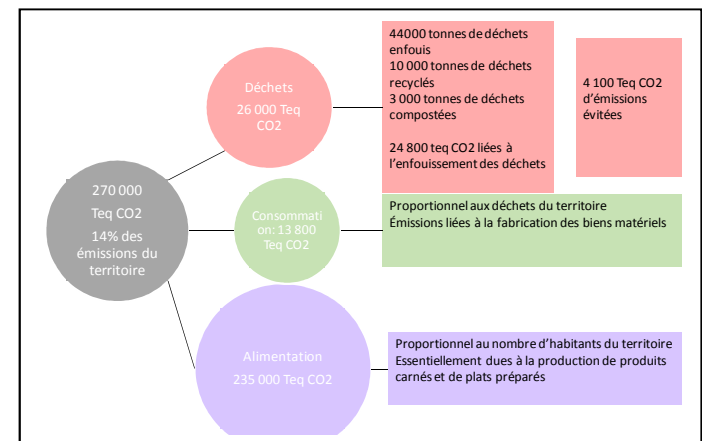 270 000
Teq CO2
14% des
émissions du
territoire
Déchets
26 000 Teq
CO2
44000 tonnes de déchets
enfouis
10 000 tonnes de déchets
recyclés
3 000 tonnes de déchets
compostées
24 800 teq CO2 liées à
l'enfouissement des déchets
4 100 Teq CO2
d'émissions
évitées
Consommati
on: 13 800
Teq CO2
Proportionnel aux déchets du territoire
Émissions liées à la fabrication des biens matériels
Alimentation
235 000 Teq CO2
Proportionnel au nombre d'habitants du territoire
Essentiellement dues à la production de produits
carnés et de plats préparés